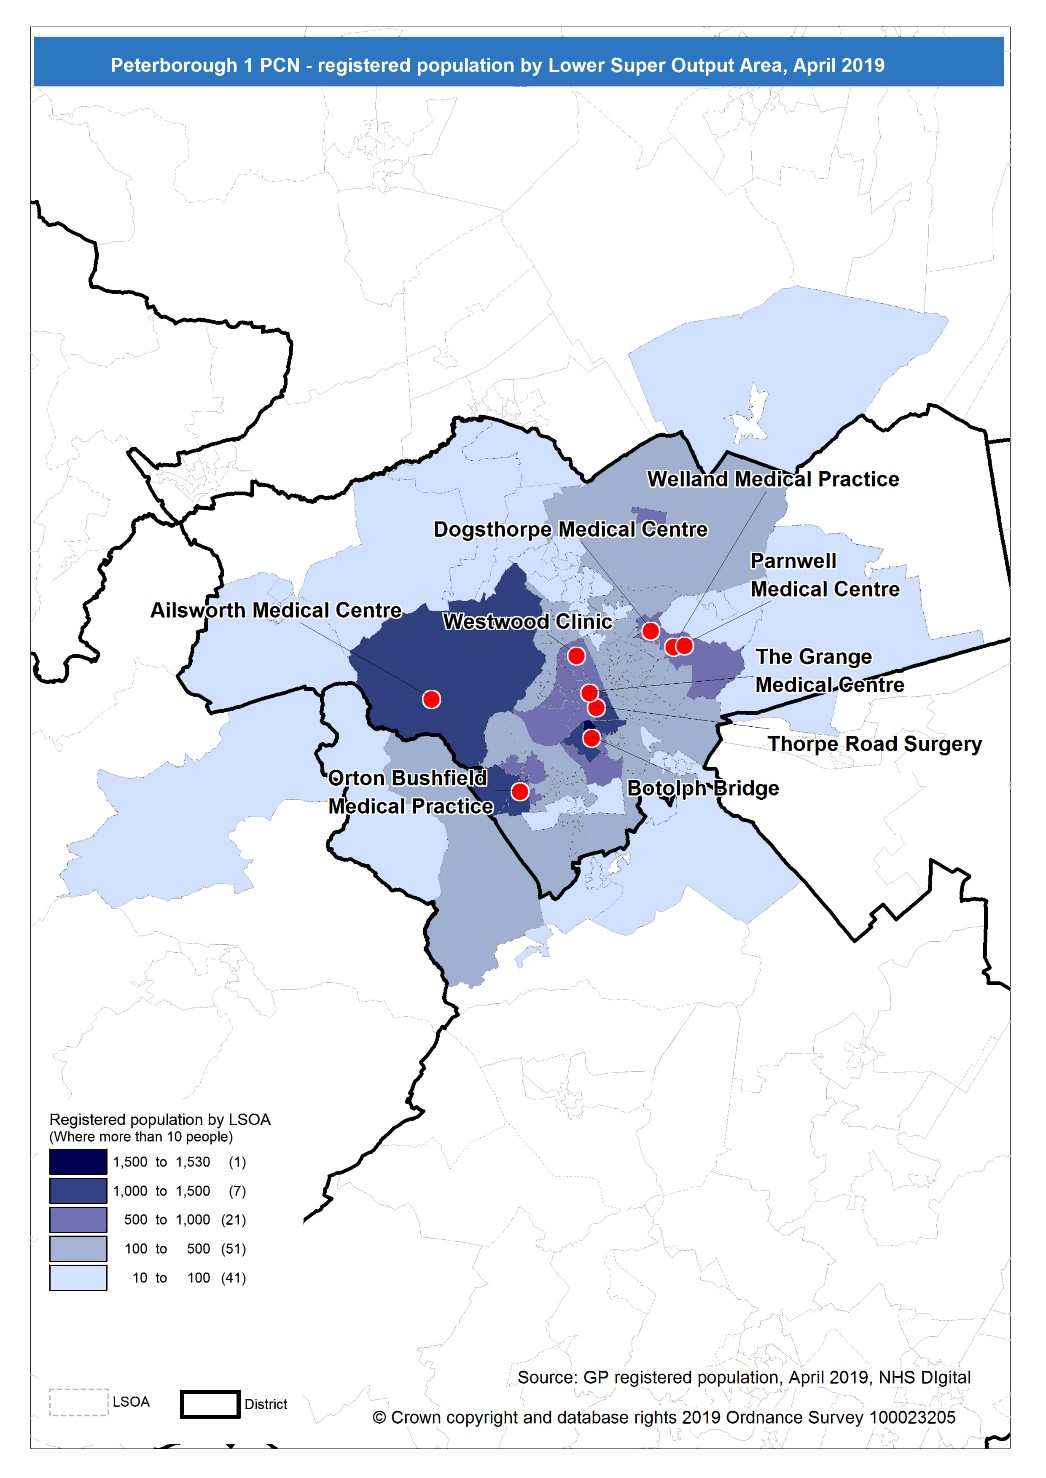 Peterborough 1 PCN - registered population by Lower Super Output Area, April 2019
Welland Medical Practice
Dogsthorpe Medical Centre
Parnwell
Medical Centre
Ailsworth Medical Centre
Westwood Clinic
The Grange
Medical Centre
Thorpe Road Surgery
Orton Bushfield
Medical Practice
Botolph Bridge
Registered population by LSOA
(Where more than 10 people)
1,500 to 1,530 (1)
1,000 to 1,500 (7)
500 to 1,000 (21)
100 to 500 (51)
10 to 100 (41)
Source: GP registered population, April 2019, NHS DIgital
LSOA
District
© Crown copyright and database rights 2019 Ordnance Survey 100023205